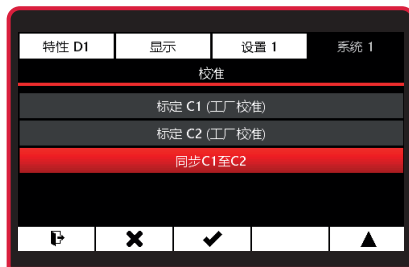 特性 D1 显示 设置 1 系统 1
校准
标定 C1 (工厂校准)
标定 C2 (工厂校准)
同步C1至C2